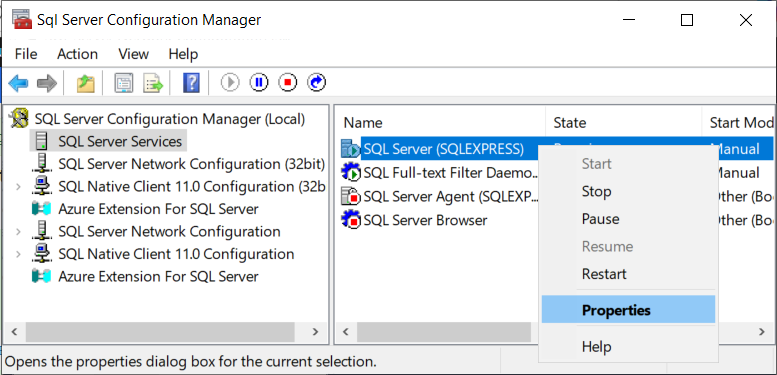 Sql Server Configuration Manager
File Action View Help
SQL Server Configuration Manager (Local)
SQL Server Services
SQL Server Network Configuration (32bit)
SQL Native Client 11.0 Configuration (32b
Azure Extension For SQL Server
SQL Server Network Configuration
SQL Native Client 11.0 Configuration
Azure Extension For SQL Server
Name State Start Mod
SQL Server (SQLEXPRESS) Manual
SQL Full-text Filter Daemo... Manual
SQL Server Agent (SQLEXP... Other (Boo
SQL Server Browser Other (Boo
Start
Stop
Pause
Resume
Restart
Properties
Help
Opens the properties dialog box for the current selection.